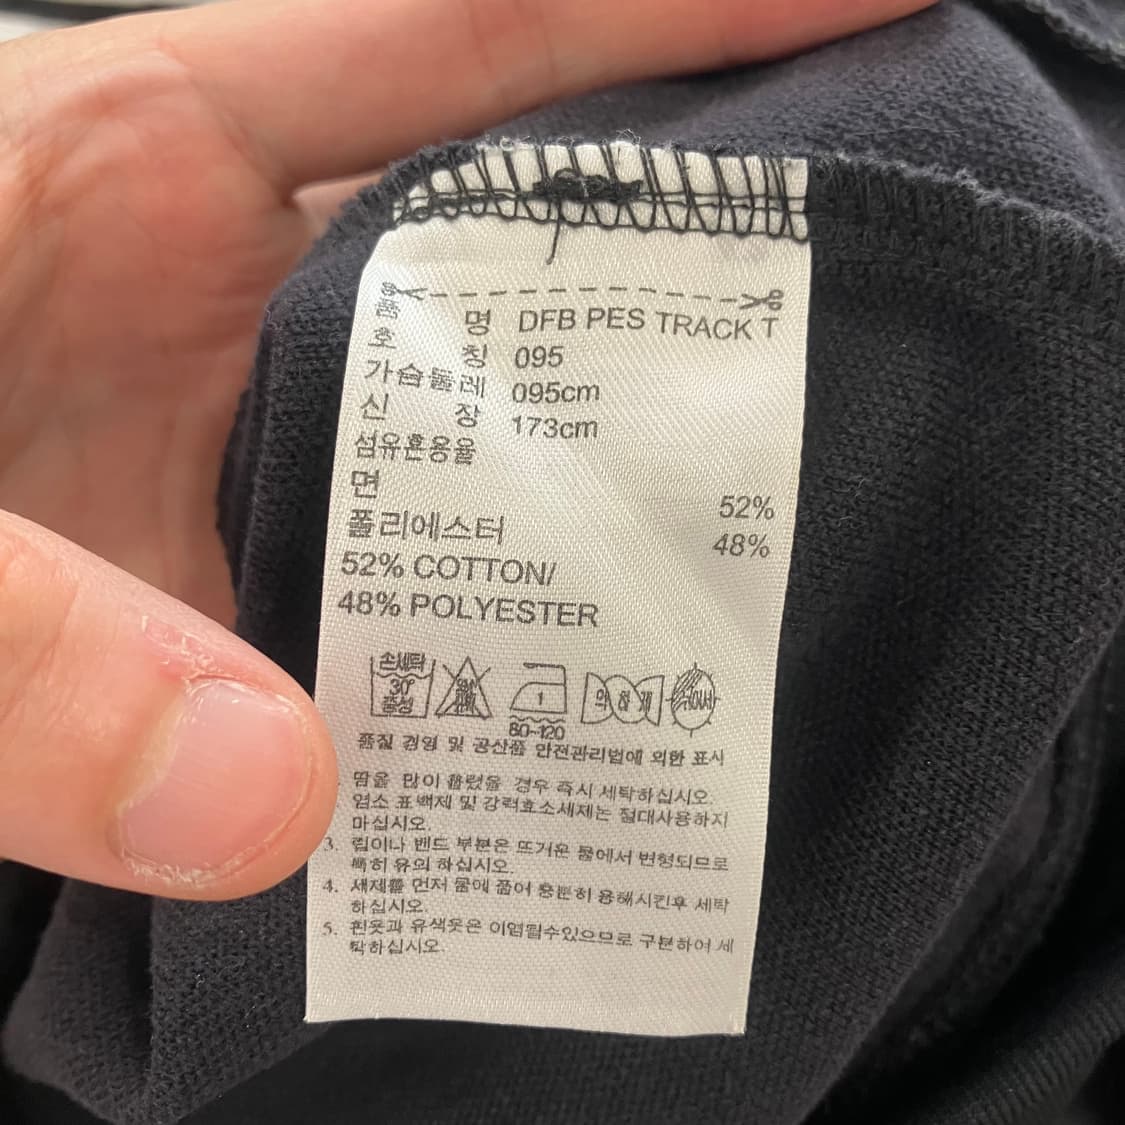 품 명 DFB PES TRACK T
호 칭 095
가슴둘레 095cm
신 장 173cm
섬유혼용율
면 52%
폴리에스터 48%
52% COTTON/
48% POLYESTER
손세탁
30°
중성
1
80~120
약하게
품질 경영 및 공산품 안전관리법에 의한 표시
땀을 많이 흘렸을 경우 즉시 세탁하십시오.
염소 표백제 및 강력효소세제는 절대사용하지
마십시오.
3. 립이나 밴드 부분은 뜨거운 물에서 변형되므로
특히 유의 하십시오.
4. 세제를 먼저 물에 풀어 충분히 용해시킨후 세탁
하십시오.
5. 흰옷과 유색옷은 이염될수있으므로 구분하여 세
탁하십시오.